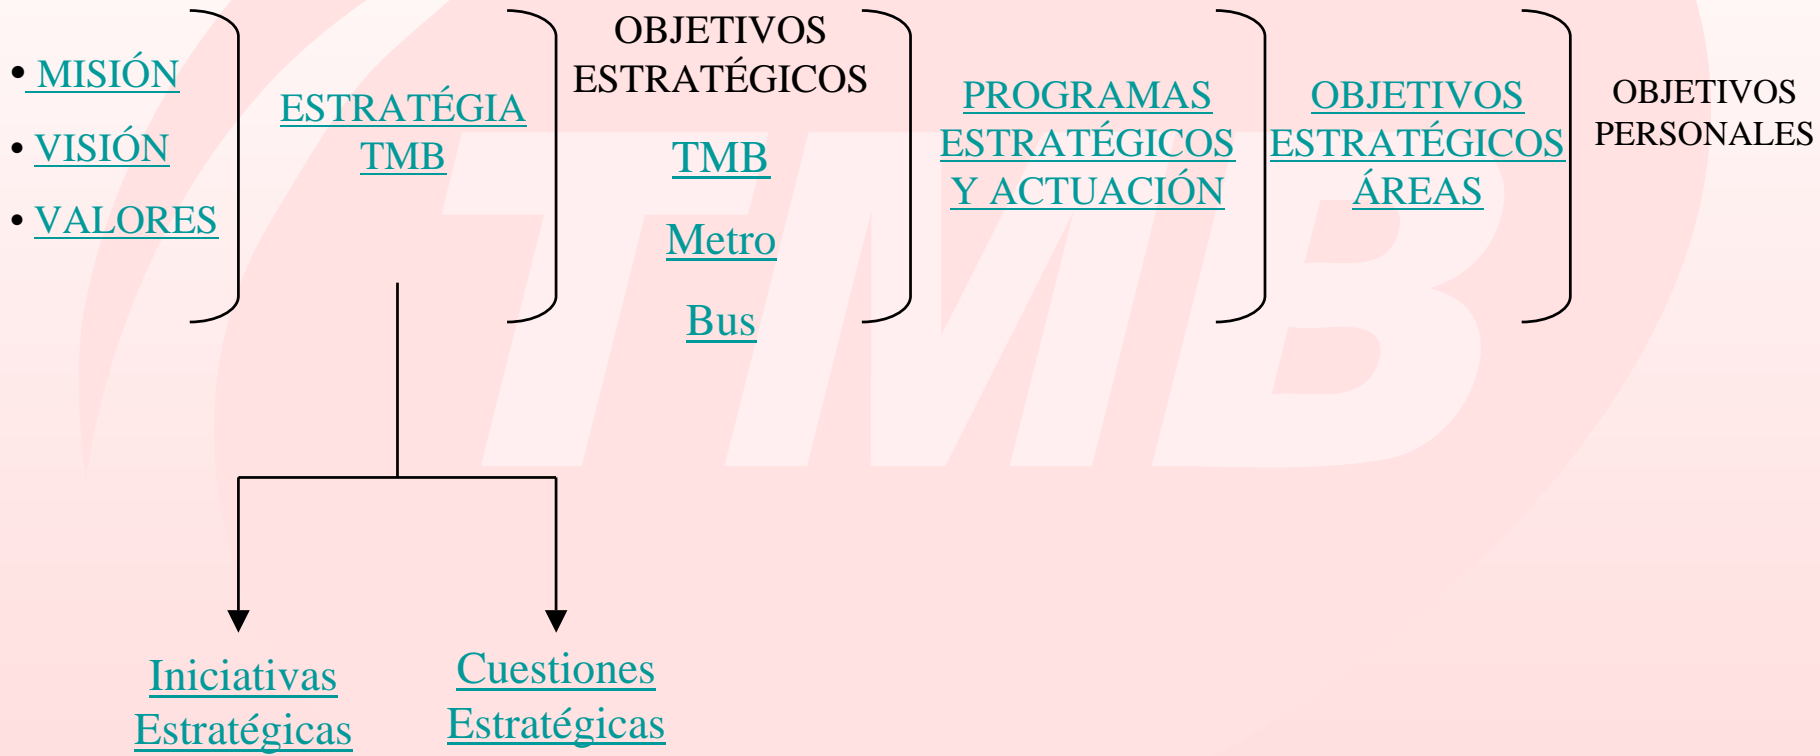 • MISIÓN
• VISIÓN
• VALORES
ESTRATÉGIA
TMB
OBJETIVOS
ESTRATÉGICOS
TMB
Metro
Bus
PROGRAMAS
ESTRATÉGICOS
Y ACTUACIÓN
OBJETIVOS
ESTRATÉGICOS
ÁREAS
OBJETIVOS
PERSONALES
Iniciativas
Estratégicas
Cuestiones
Estratégicas
TMB